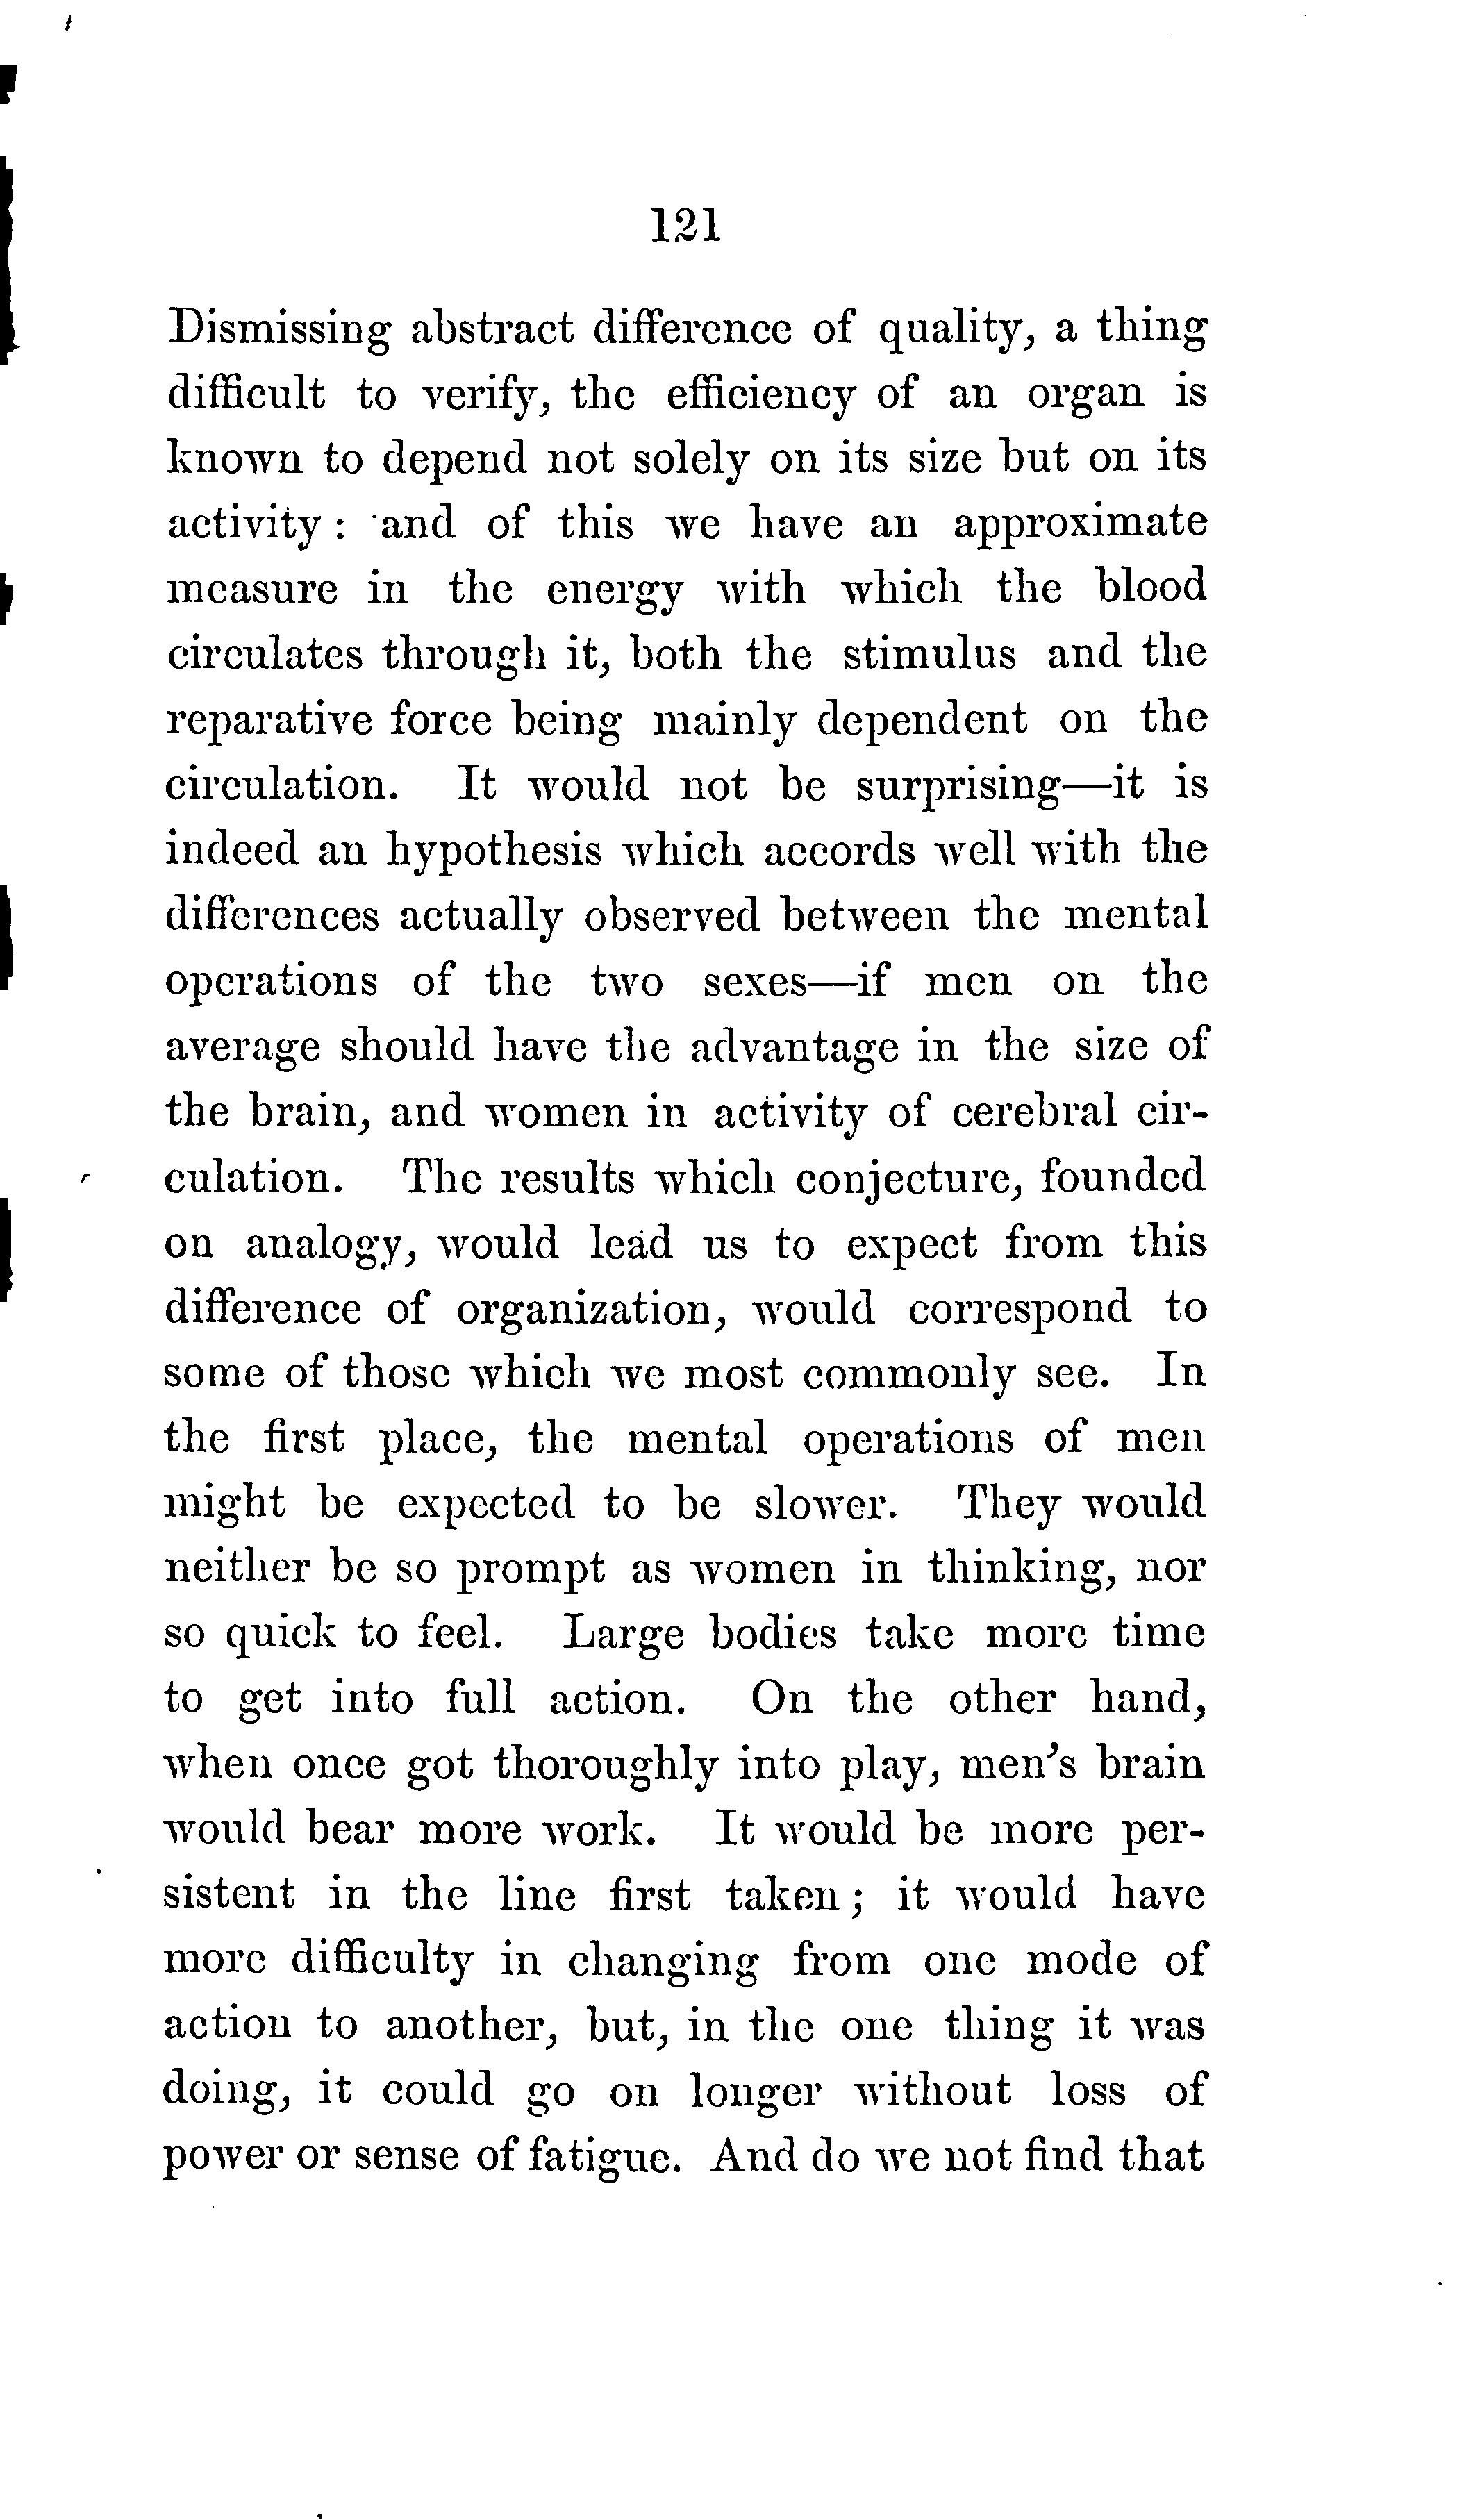 121
Dismissing abstract difference of quality, a thing
difficult to verify, the efficiency of an organ is
known to depend not solely on its size but on its
activity: and of this we have an approximate
measure in the energy with which the blood
circulates through it, both the stimulus and the
reparative force being mainly dependent on the
circulation. It would not be surprising—it is
indeed an hypothesis which accords well with the
differences actually observed between the mental
operations of the two sexes—if men on the
average should have the advantage in the size of
the brain, and women in activity of cerebral cir-
culation. The results which conjecture, founded
on analogy, would lead us to expect from this
difference of organization, would correspond to
some of those which we most commonly see. In
the first place, the mental operations of men
might be expected to be slower. They would
neither be so prompt as women in thinking, nor
so quick to feel. Large bodies take more time
to get into full action. On the other hand,
when once got thoroughly into play, men's brain
would bear more work. It would be more per-
sistent in the line first taken; it would have
more difficulty in changing from one mode of
action to another, but, in the one thing it was
doing, it could go on longer without loss of
power or sense of fatigue. And do we not find that